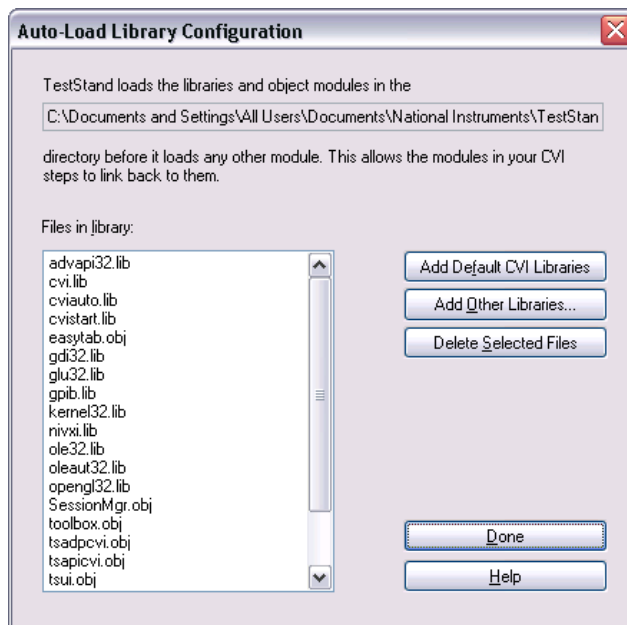 Auto-Load Library Configuration
TestStand loads the libraries and object modules in the
C:\Documents and Settings\All Users\Documents\National Instruments\TestStan
directory before it loads any other module. This allows the modules in your CVI
steps to link back to them.
Files in library:
advapi32.lib
cvi.lib
cviauto.lib
cvistart.lib
easytab.obj
gdi32.lib
glu32.lib
gpib.lib
kernel32.lib
nivxi.lib
ole32.lib
oleaut32.lib
opengl32.lib
SessionMgr.obj
toolbox.obj
tsadpcvi.obj
tsapicvi.obj
tsui.obj
Add Default CVI Libraries
Add Other Libraries...
Delete Selected Files
Done
Help